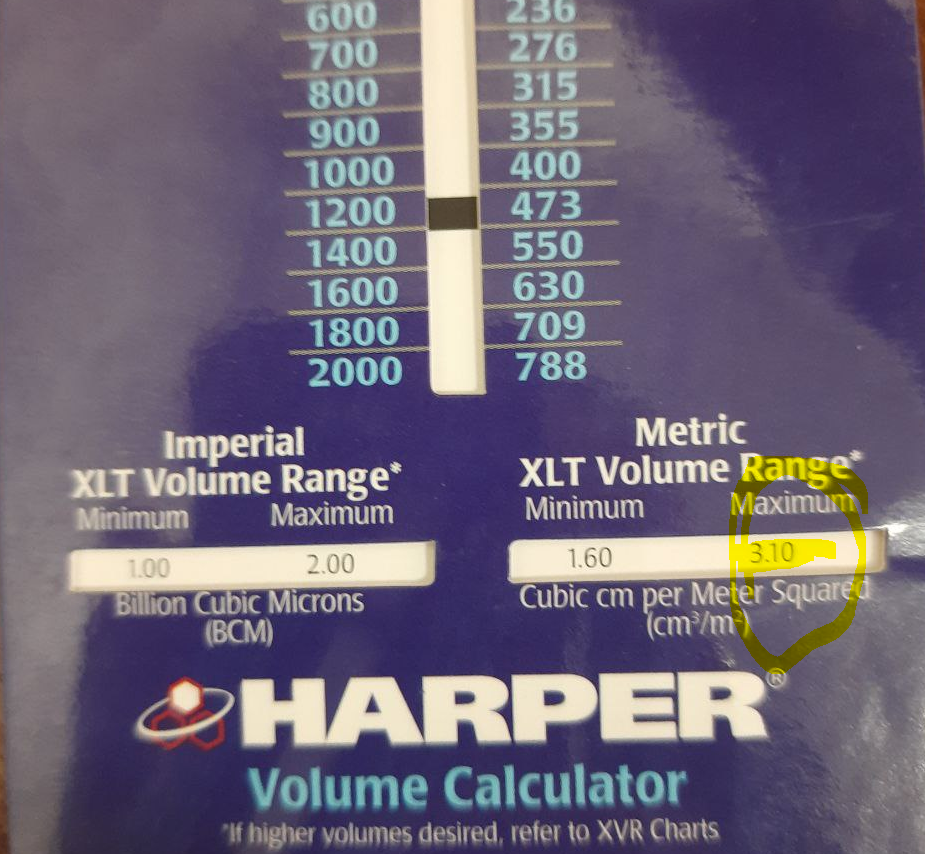 600 236
700 276
800 315
900 355
1000 400
1200 473
1400 550
1600 630
1800 709
2000 788
Imperial
XLT Volume Range*
Minimum Maximum
1.00 2.00
Billion Cubic Microns
(BCM)
Metric
XLT Volume Range*
Minimum Maximum
1.60 3.10
Cubic cm per Meter Squared
(cm³/m²)
HARPER®
Volume Calculator
*If higher volumes desired, refer to XVR Charts